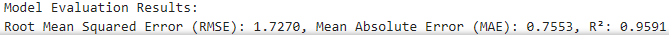 Model Evaluation Results:
Root Mean Squared Error (RMSE): 1.7270, Mean Absolute Error (MAE): 0.7553, R²: 0.9591